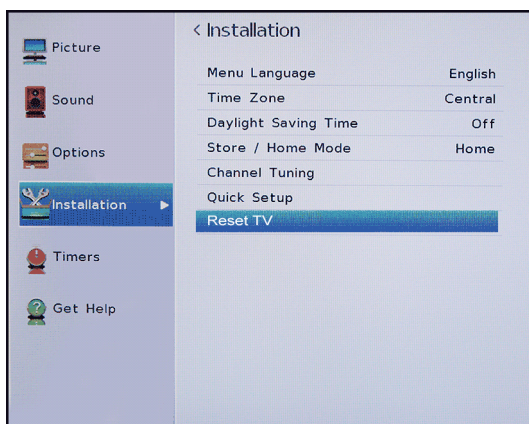 Picture
Sound
Options
Installation
Timers
Get Help
< Installation
Menu Language English
Time Zone Central
Daylight Saving Time Off
Store / Home Mode Home
Channel Tuning
Quick Setup
Reset TV